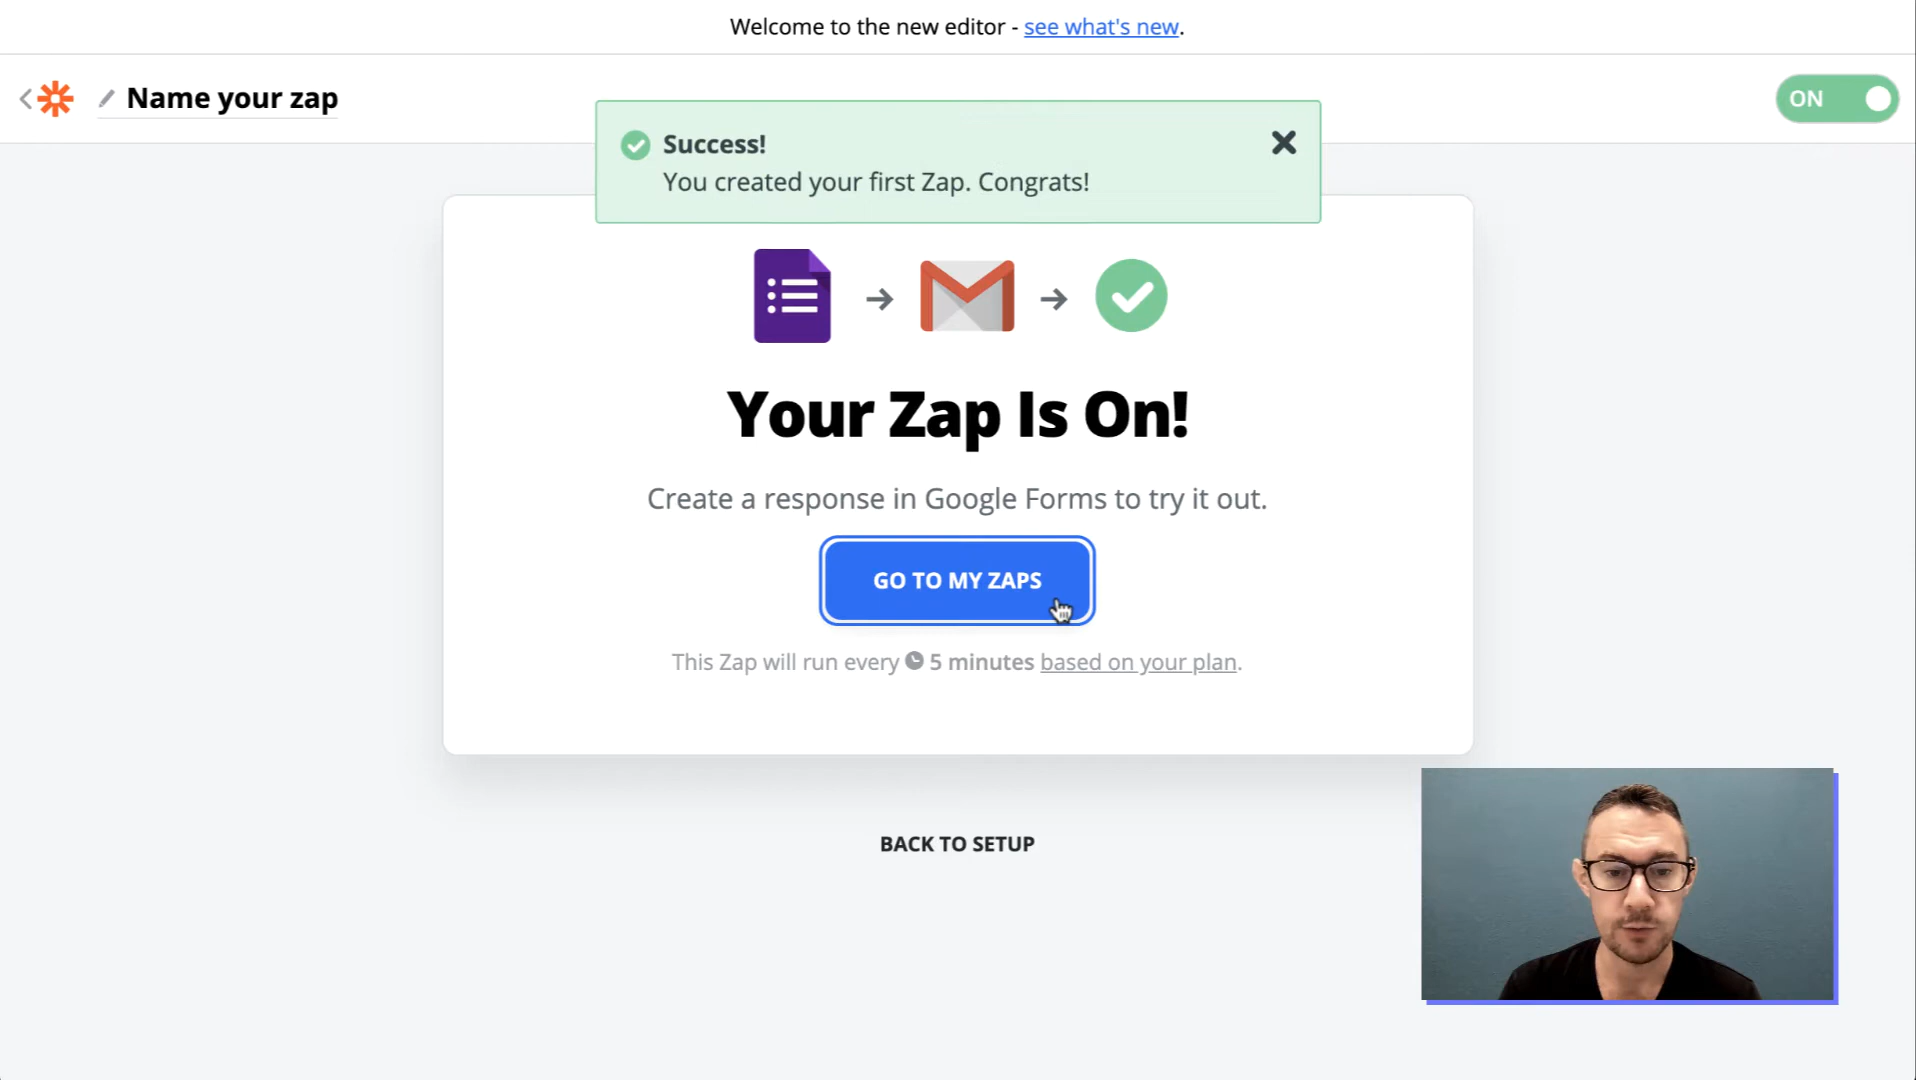 Welcome to the new editor - see what's new.
Name your zap
ON
Success!
You created your first Zap. Congrats!
Your Zap Is On!
Create a response in Google Forms to try it out.
GO TO MY ZAPS
This Zap will run every 5 minutes based on your plan.
BACK TO SETUP